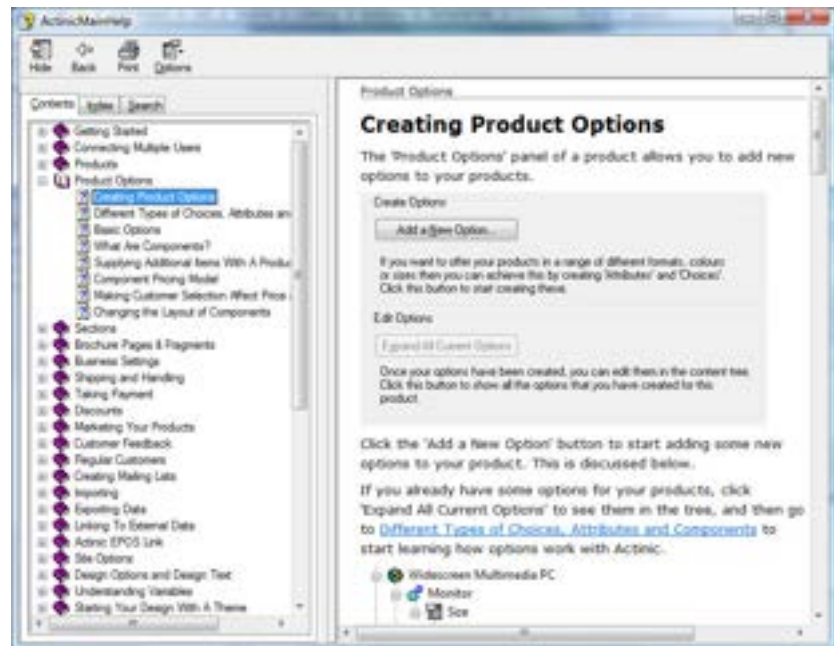 ActinicMainHelp
Hide Back Print Options
Contents Index Search
Getting Started
Connecting Multiple Users
Products
Product Options
Creating Product Options
Different Types of Choices, Attributes an
Basic Options
What Are Components?
Supplying Additional Items With A Produc
Component Pricing Model
Making Customer Selection Affect Price
Changing the Layout of Components
Sections
Brochure Pages & Fragments
Business Settings
Shipping and Handling
Taking Payment
Discounts
Marketing Your Products
Customer Feedback
Regular Customers
Creating Mailing Lists
Importing
Exporting Data
Linking To External Data
Actinic EPOS Link
Site Options
Design Options and Design Text
Understanding Variables
Starting Your Design With A Theme
Product Options
Creating Product Options
The 'Product Options' panel of a product allows you to add new
options to your products.
Create Options
Add a New Option...
If you want to offer your products in a range of different formats, colours
or sizes then you can achieve this by creating 'Attributes' and 'Choices'.
Click this button to start creating these.
Edit Options
Expand All Current Options
Once your options have been created, you can edit them in the content tree.
Click this button to show all the options that you have created for this
product.
Click the 'Add a New Option' button to start adding some new
options to your product. This is discussed below.
If you already have some options for your products, click
'Expand All Current Options' to see them in the tree, and then go
to Different Types of Choices, Attributes and Components to
start learning how options work with Actinic.
Widescreen Multimedia PC
Monitor
Size